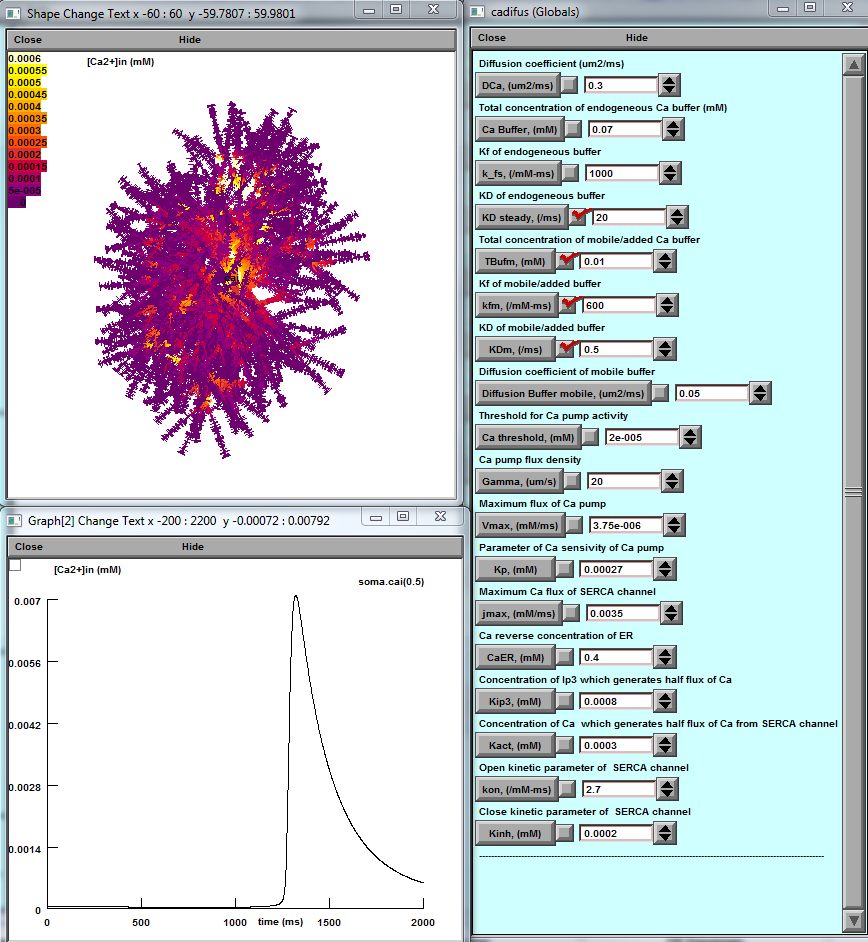 Shape Change Text x -60 : 60 y -59.7807 : 59.9801
Close Hide
[Ca2+]in (mM)
0.0006
0.00055
0.0005
0.00045
0.0004
0.00035
0.0003
0.00025
0.0002
0.00015
0.0001
5e-005
0
Graph[2] Change Text x -200 : 2200 y -0.00072 : 0.00792
Close Hide
[Ca2+]in (mM)
soma.cai(0.5)
0.007
0.0056
0.0042
0.0028
0.0014
0
0 500 1000 time (ms) 1500 2000
cadifus (Globals)
Close Hide
Diffusion coefficient (um2/ms)
DCa, (um2/ms) 0.3
Total concentration of endogeneous Ca buffer (mM)
Ca Buffer, (mM) 0.07
Kf of endogeneous buffer
k_fs, (/mM-ms) 1000
KD of endogeneous buffer
KD steady, (/ms) 20
Total concentration of mobile/added Ca buffer
TBufm, (mM) 0.01
Kf of mobile/added buffer
kfm, (/mM-ms) 600
KD of mobile/added buffer
KDm, (/ms) 0.5
Diffusion coefficient of mobile buffer
Diffusion Buffer mobile, (um2/ms) 0.05
Threshold for Ca pump activity
Ca threshold, (mM) 2e-005
Ca pump flux density
Gamma, (um/s) 20
Maximum flux of Ca pump
Vmax, (mM/ms) 3.75e-006
Parameter of Ca sensivity of Ca pump
Kp, (mM) 0.00027
Maximum Ca flux of SERCA channel
jmax, (mM/ms) 0.0035
Ca reverse concentration of ER
CaER, (mM) 0.4
Concentration of Ip3 which generates half flux of Ca
Kip3, (mM) 0.0008
Concentration of Ca which generates half flux of Ca from SERCA channel
Kact, (mM) 0.0003
Open kinetic parameter of SERCA channel
kon, (/mM-ms) 2.7
Close kinetic parameter of SERCA channel
Kinh, (mM) 0.0002